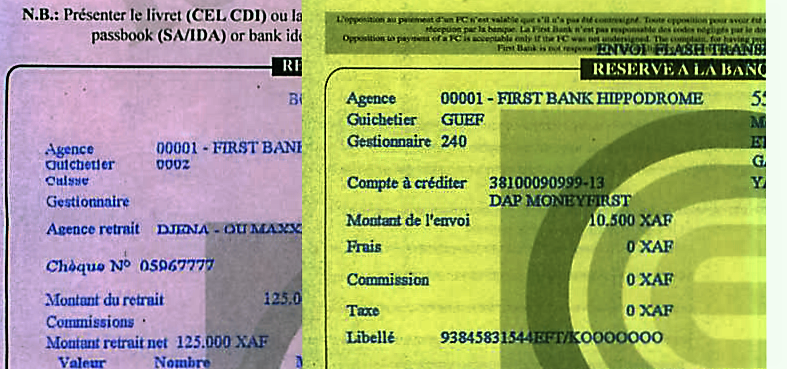 N.B.: Présenter le livret (CEL CDI) ou la
passbook (SA/IDA) or bank ide
RE
B
Agence 00001 - FIRST BANK
Guichetier 0002
Caisse
Gestionnaire
Agence retrait DJENA - OU MAXX
Chèque Nº 05967777
Montant du retrait 125.0
Commissions
Montant retrait net 125.000 XAF
Valeur Nombre M
L'opposition au paiement d'un FC n'est valable que s'il n'a pas été contresigné. Toute opposition pour avoir été
réception par la banque. La First Bank n'est pas responsable des codes négligés par le
Opposition to payment of a FC is acceptable only if the FC was not undersigned. The complain, for having
First Bank is not
ENVOI FLASH TRANS
RESERVE A LA BANQ
Agence 00001 - FIRST BANK HIPPODROME 55
Guichetier GUEF M
Gestionnaire 240 ET
GA
Compte à créditer 38100090999-13 YA
DAP MONEYFIRST
Montant de l'envoi 10.500 XAF
Frais 0 XAF
Commission 0 XAF
Taxe 0 XAF
Libellé 93845831544EFT/KOOOOOOO